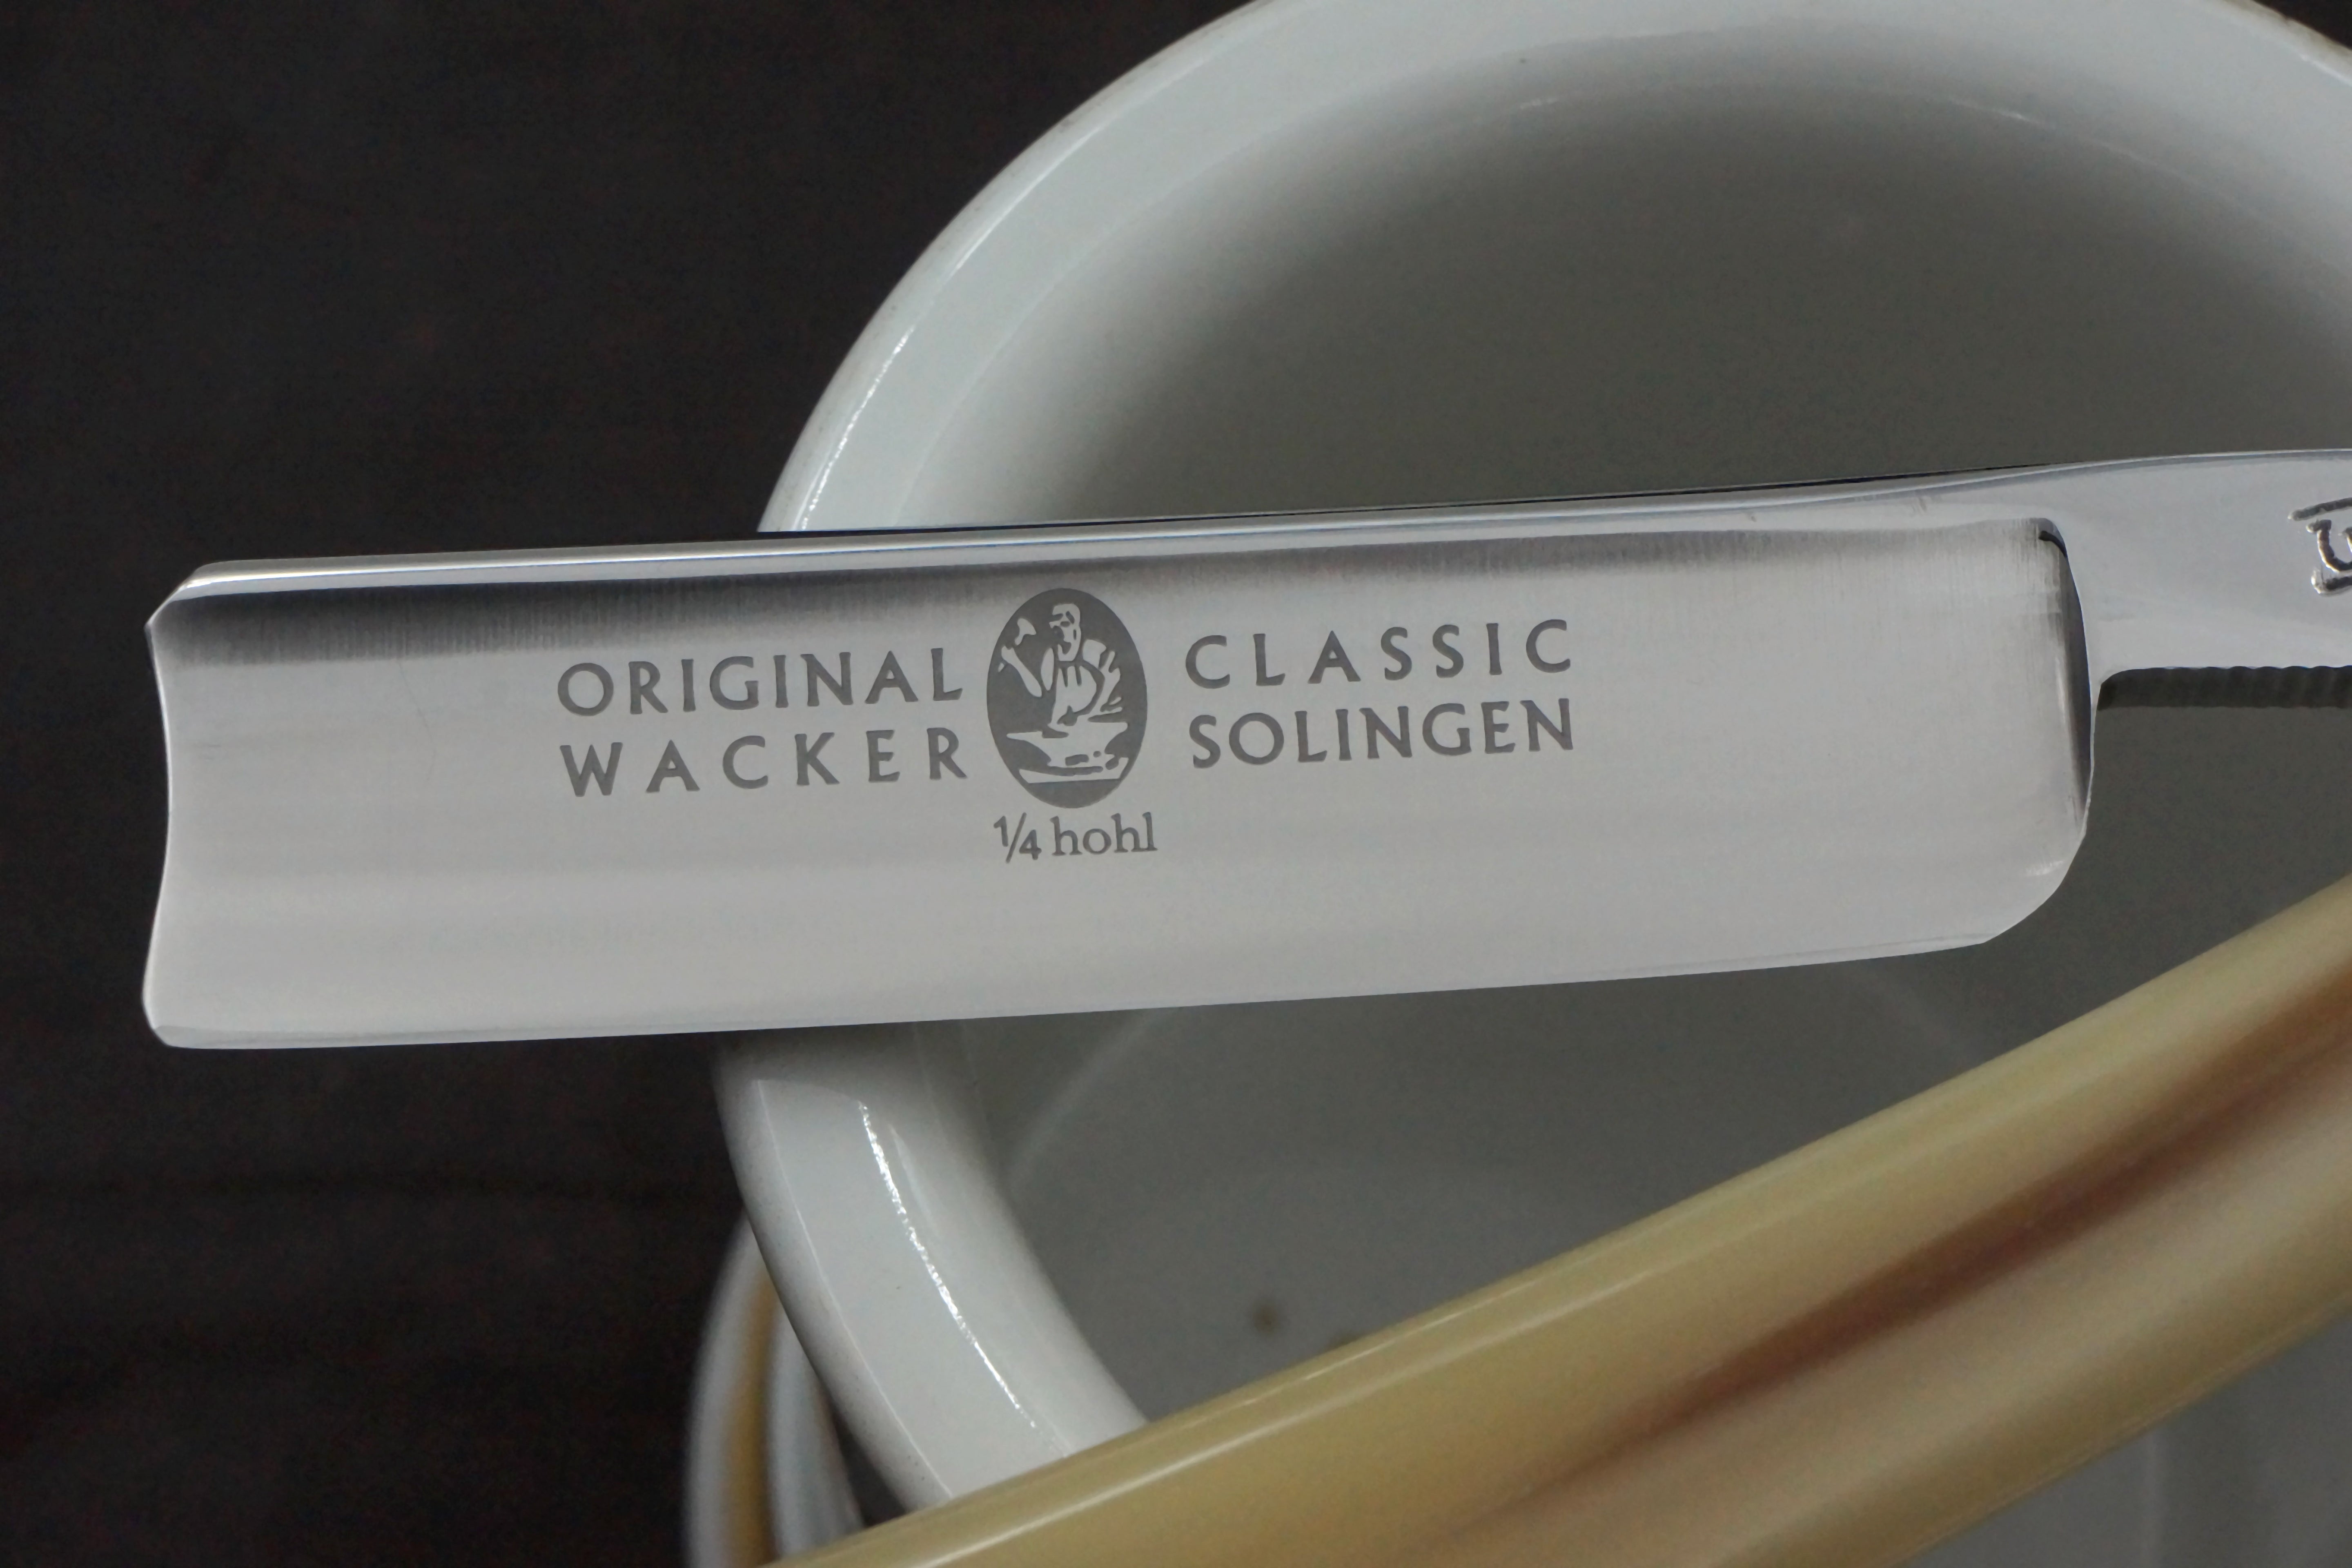 ORIGINAL CLASSIC
WACKER SOLINGEN
1/4 hohl